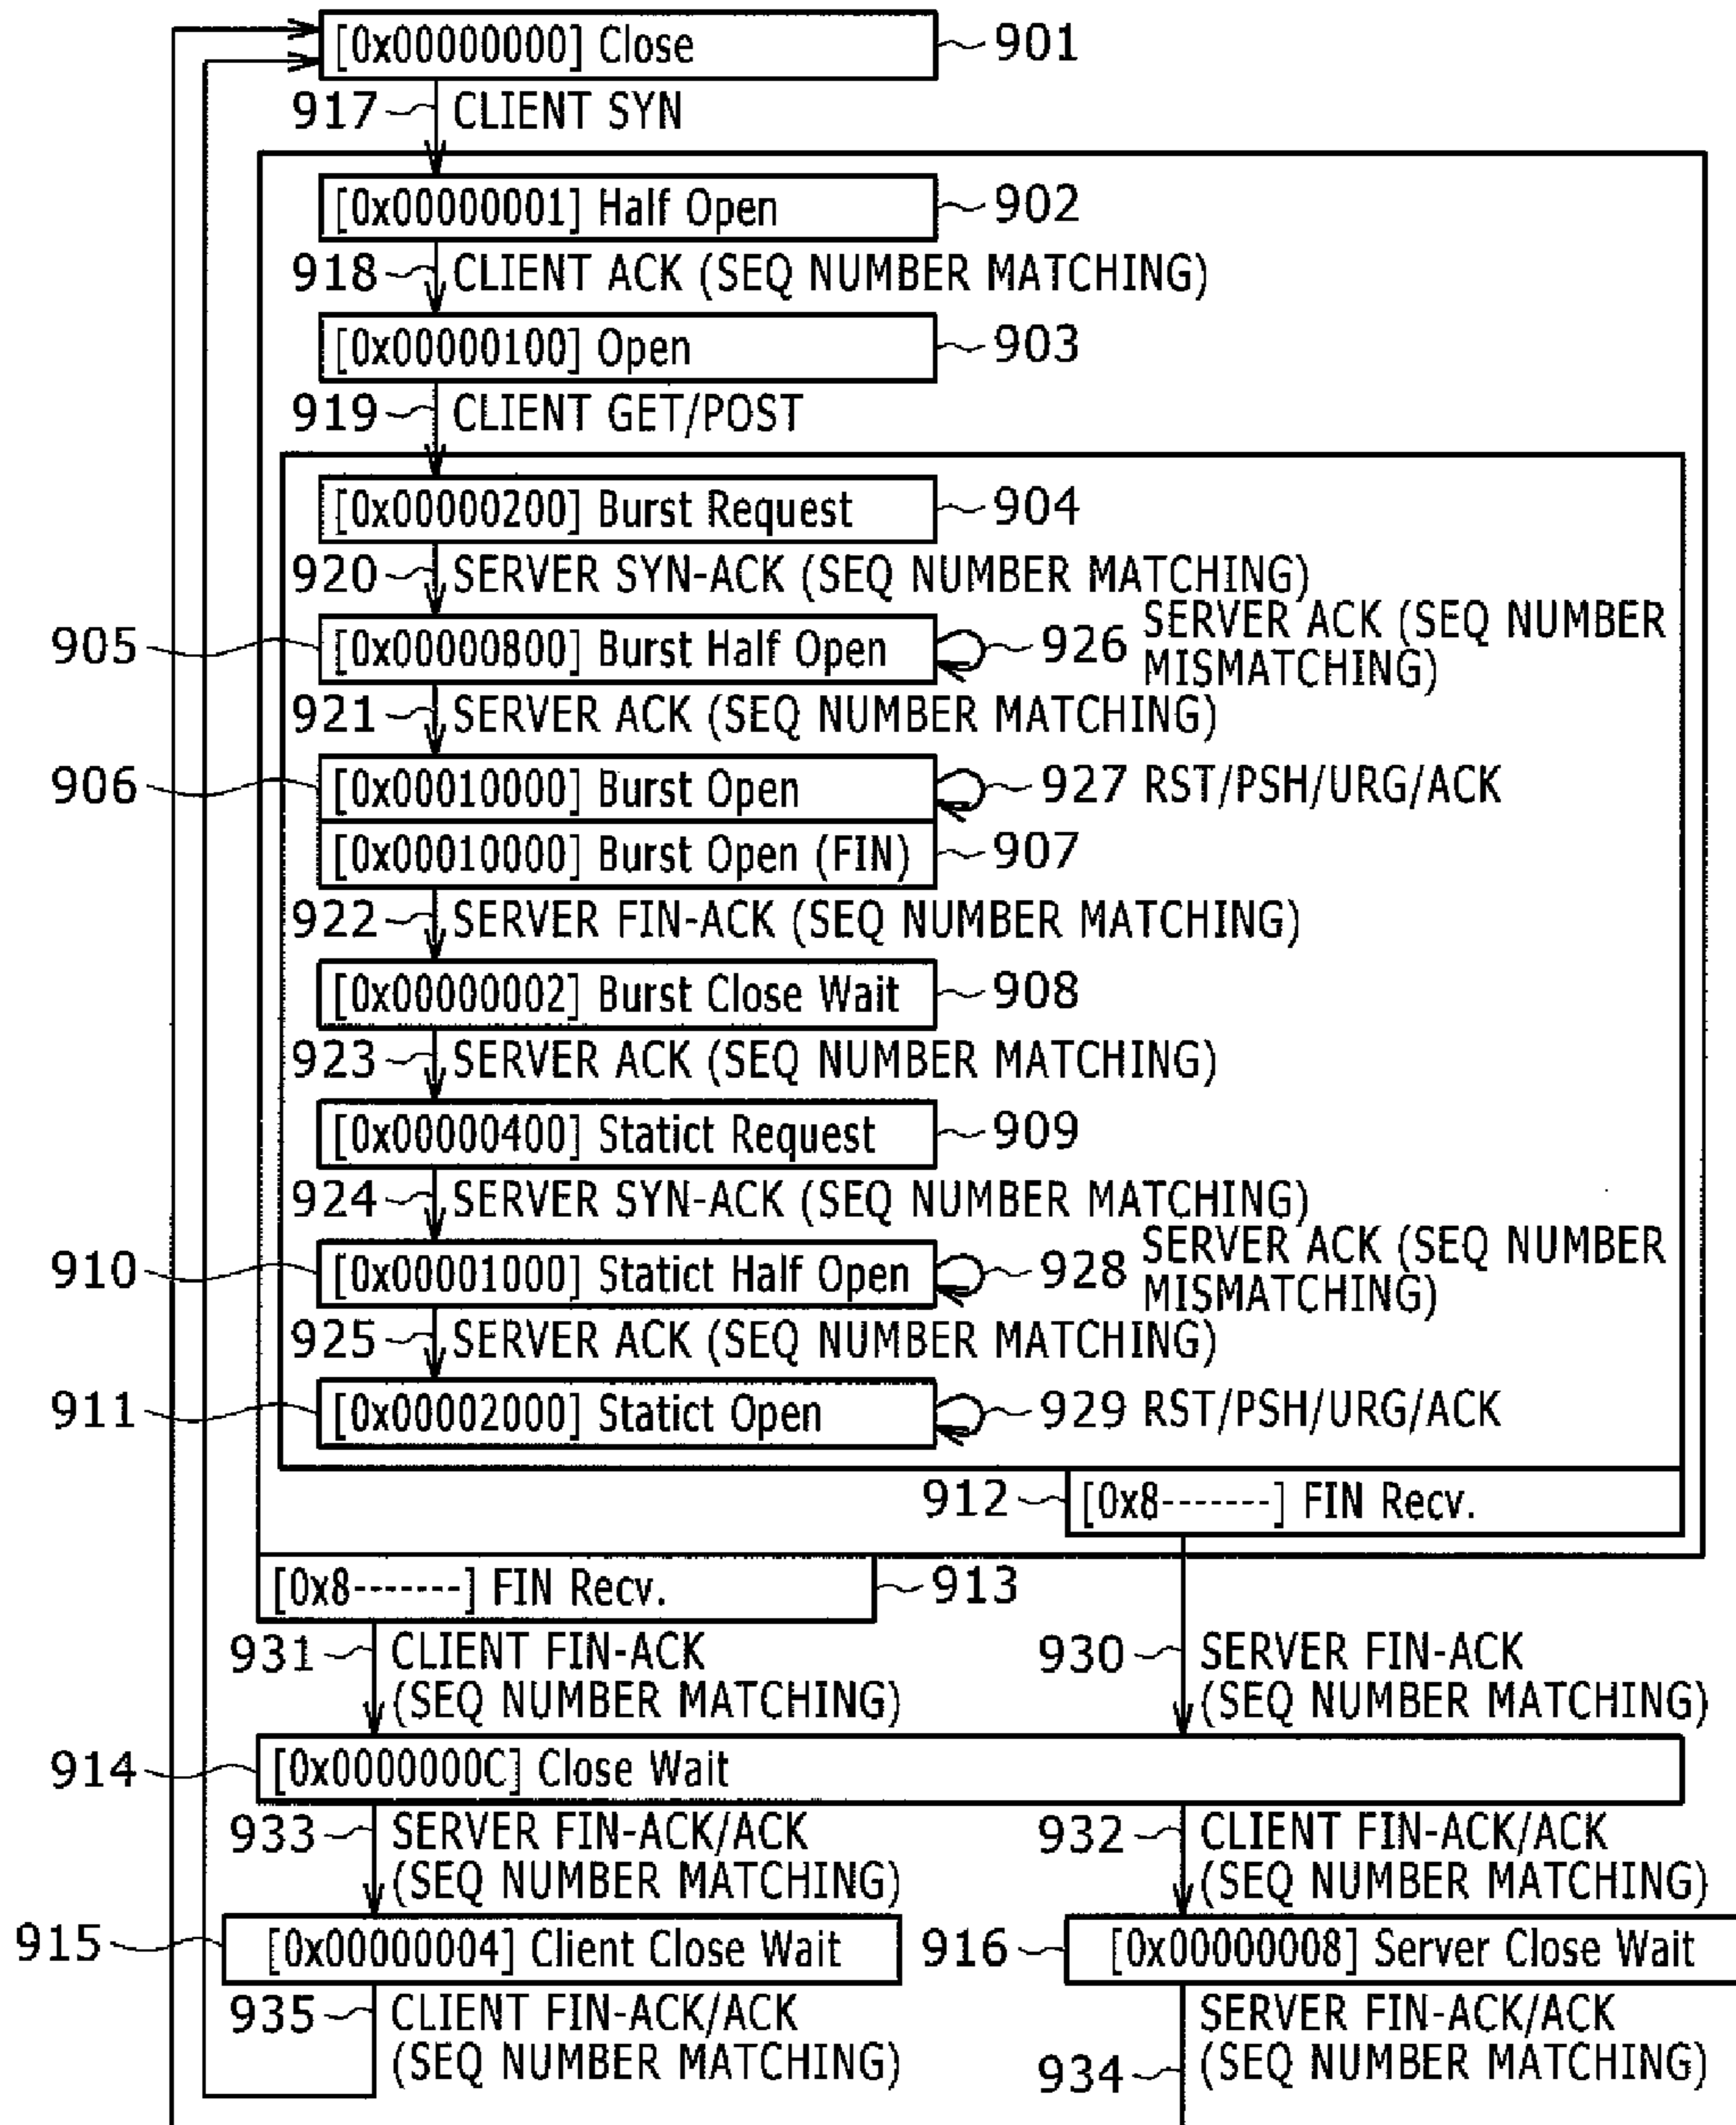 [0x00000000] Close 901
917 CLIENT SYN
[0x00000001] Half Open 902
918 CLIENT ACK (SEQ NUMBER MATCHING)
[0x00000100] Open 903
919 CLIENT GET/POST
[0x00000200] Burst Request 904
920 SERVER SYN-ACK (SEQ NUMBER MATCHING)
905 [0x00000800] Burst Half Open 926 SERVER ACK (SEQ NUMBER
MISMATCHING)
921 SERVER ACK (SEQ NUMBER MATCHING)
906 [0x00010000] Burst Open 927 RST/PSH/URG/ACK
[0x00010000] Burst Open (FIN) 907
922 SERVER FIN-ACK (SEQ NUMBER MATCHING)
[0x00000002] Burst Close Wait 908
923 SERVER ACK (SEQ NUMBER MATCHING)
[0x00000400] Statict Request 909
924 SERVER SYN-ACK (SEQ NUMBER MATCHING)
910 [0x00001000] Statict Half Open 928 SERVER ACK (SEQ NUMBER
MISMATCHING)
925 SERVER ACK (SEQ NUMBER MATCHING)
911 [0x00002000] Statict Open 929 RST/PSH/URG/ACK
912 [0x8-------] FIN Recv.
[0x8-------] FIN Recv. 913
931 CLIENT FIN-ACK
(SEQ NUMBER MATCHING)
930 SERVER FIN-ACK
(SEQ NUMBER MATCHING)
914 [0x0000000C] Close Wait
933 SERVER FIN-ACK/ACK
(SEQ NUMBER MATCHING)
932 CLIENT FIN-ACK/ACK
(SEQ NUMBER MATCHING)
915 [0x00000004] Client Close Wait
916 [0x00000008] Server Close Wait
935 CLIENT FIN-ACK/ACK
(SEQ NUMBER MATCHING)
SERVER FIN-ACK/ACK
934 (SEQ NUMBER MATCHING)